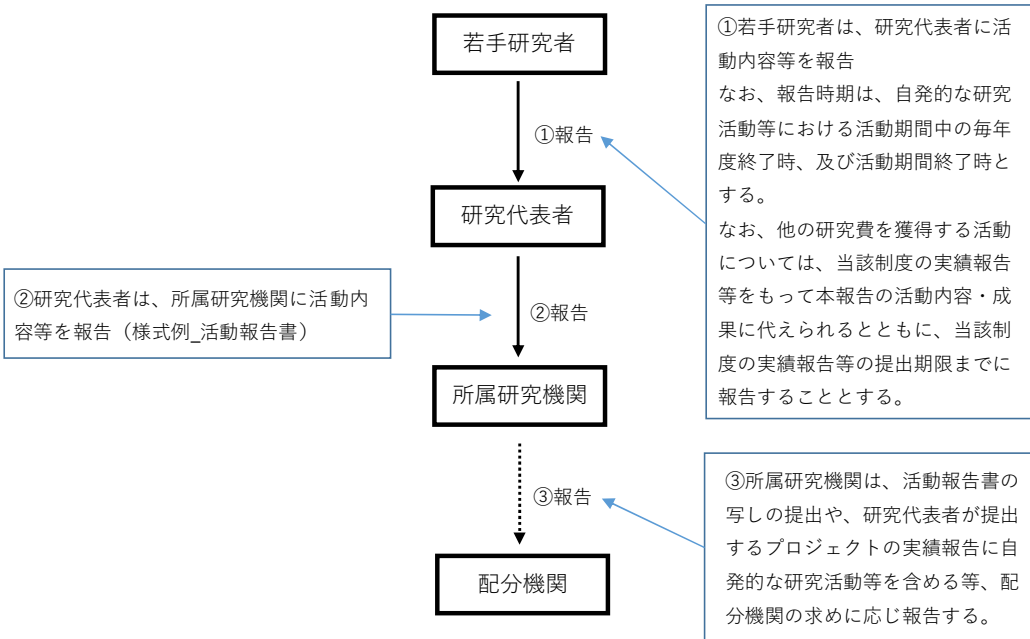 若手研究者
①報告
①若手研究者は、研究代表者に活
動内容等を報告
なお、報告時期は、自発的な研究
活動等における活動期間中の毎年
度終了時、及び活動期間終了時と
する。
なお、他の研究費を獲得する活動
については、当該制度の実績報告
等をもって本報告の活動内容・成
果に代えられるとともに、当該制
度の実績報告等の提出期限までに
報告することとする。
研究代表者
②研究代表者は、所属研究機関に活動内
容等を報告（様式例_活動報告書）
②報告
所属研究機関
③報告
③所属研究機関は、活動報告書の
写しの提出や、研究代表者が提出
するプロジェクトの実績報告に自
発的な研究活動等を含める等、配
分機関の求めに応じ報告する。
配分機関